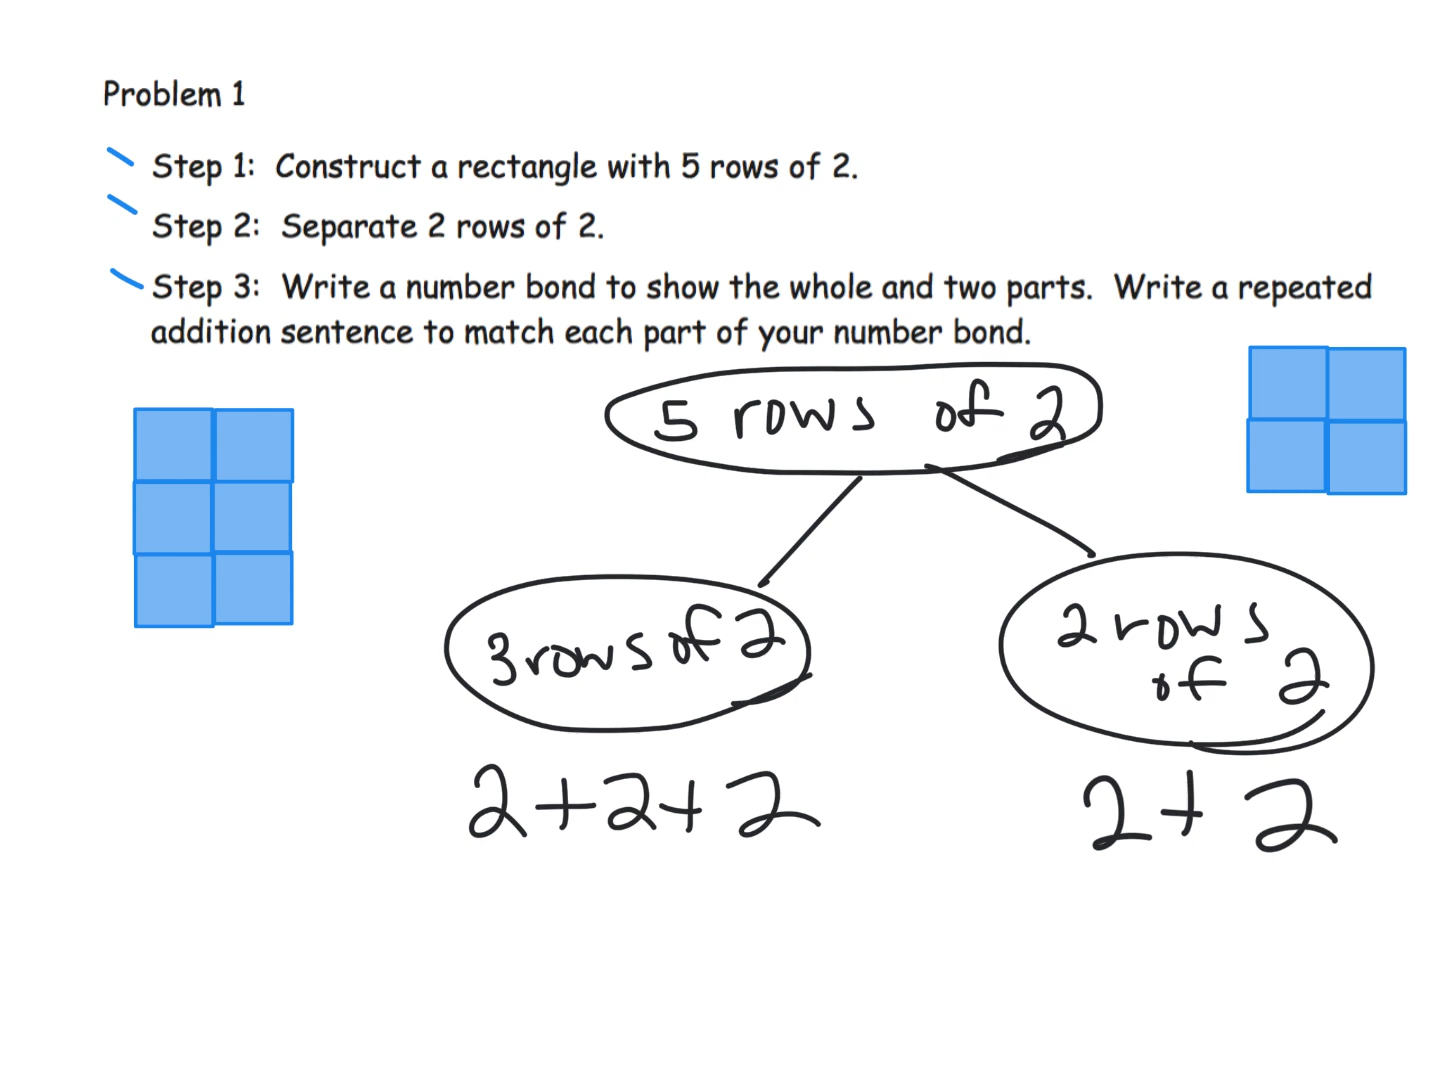 Problem 1
Step 1: Construct a rectangle with 5 rows of 2.
Step 2: Separate 2 rows of 2.
Step 3: Write a number bond to show the whole and two parts. Write a repeated
addition sentence to match each part of your number bond.
5 rows of 2
3 rows of 2
2 rows
of 2
2+2+2
2+2